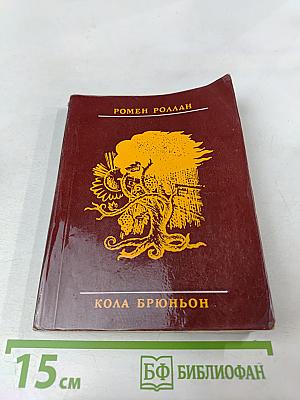 РОМЕН РОЛЛАН
КОЛА БРЮНЬОН
15 см
БФ БИБЛИОФАН